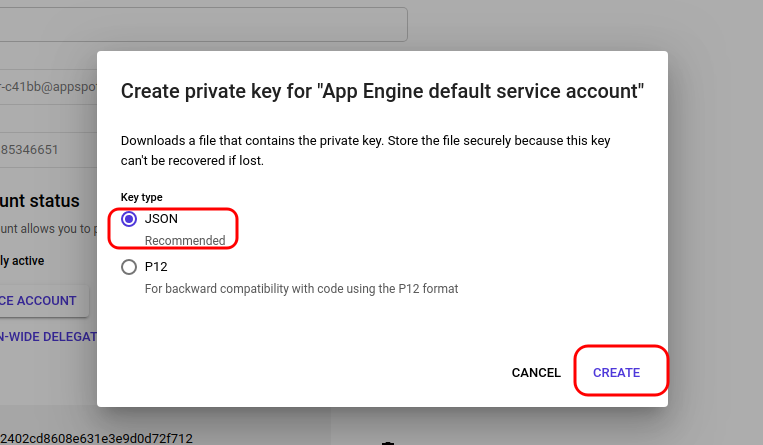 r-c41bb@appspo
85346651
unt status
unt allows you to p
ly active
CE ACCOUNT
N-WIDE DELEGAT
2402cd8608e631e3e9d0d72f712
Create private key for "App Engine default service account"
Downloads a file that contains the private key. Store the file securely because this key
can't be recovered if lost.
Key type
JSON
Recommended
P12
For backward compatibility with code using the P12 format
CANCEL
CREATE